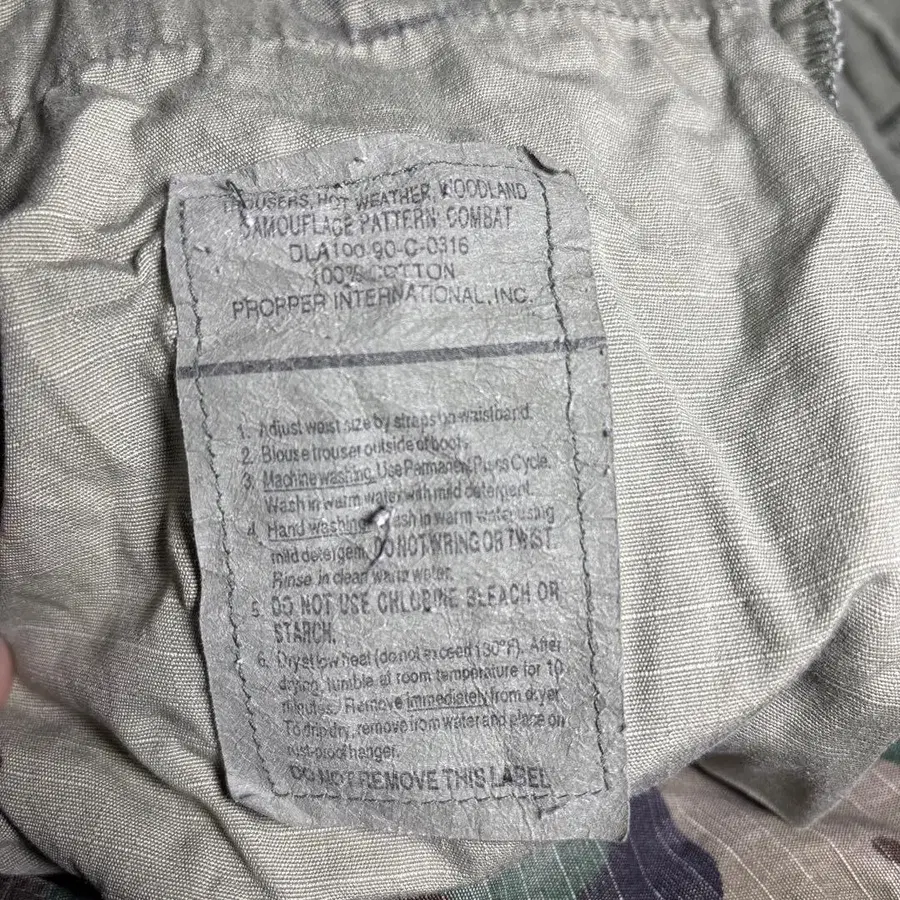 TROUSERS, HOT WEATHER, WOODLAND
CAMOUFLAGE PATTERN: COMBAT
DLA100-90-C-0316
100% COTTON
PROPPER INTERNATIONAL, INC.
1. Adjust waist size by straps on waistband.
2. Blouse trouser outside of boot.
3. Machine washing. Use Permanent Press Cycle.
Wash in warm water with mild detergent.
4. Hand washing. Wash in warm water using
mild detergent. DO NOT WRING OR TWIST.
Rinse in clean warm water.
5. DO NOT USE CHLORINE BLEACH OR
STARCH.
6. Dry at low heat (do not exceed 130°F). After
drying, tumble at room temperature for 10
minutes. Remove immediately from dryer.
To drip dry, remove from water and place on
rust-proof hanger.
DO NOT REMOVE THIS LABEL